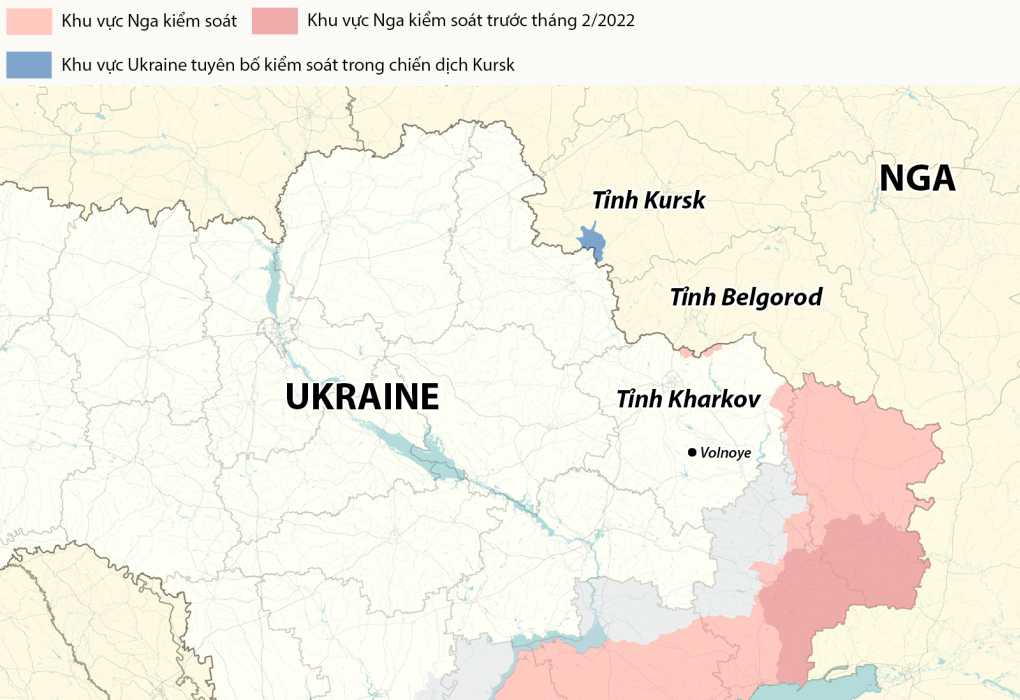 Khu vực Nga kiểm soát
Khu vực Nga kiểm soát trước tháng 2/2022
Khu vực Ukraine tuyên bố kiểm soát trong chiến dịch Kursk
NGA
Tỉnh Kursk
Tỉnh Belgorod
UKRAINE
Tỉnh Kharkov
Volnoye